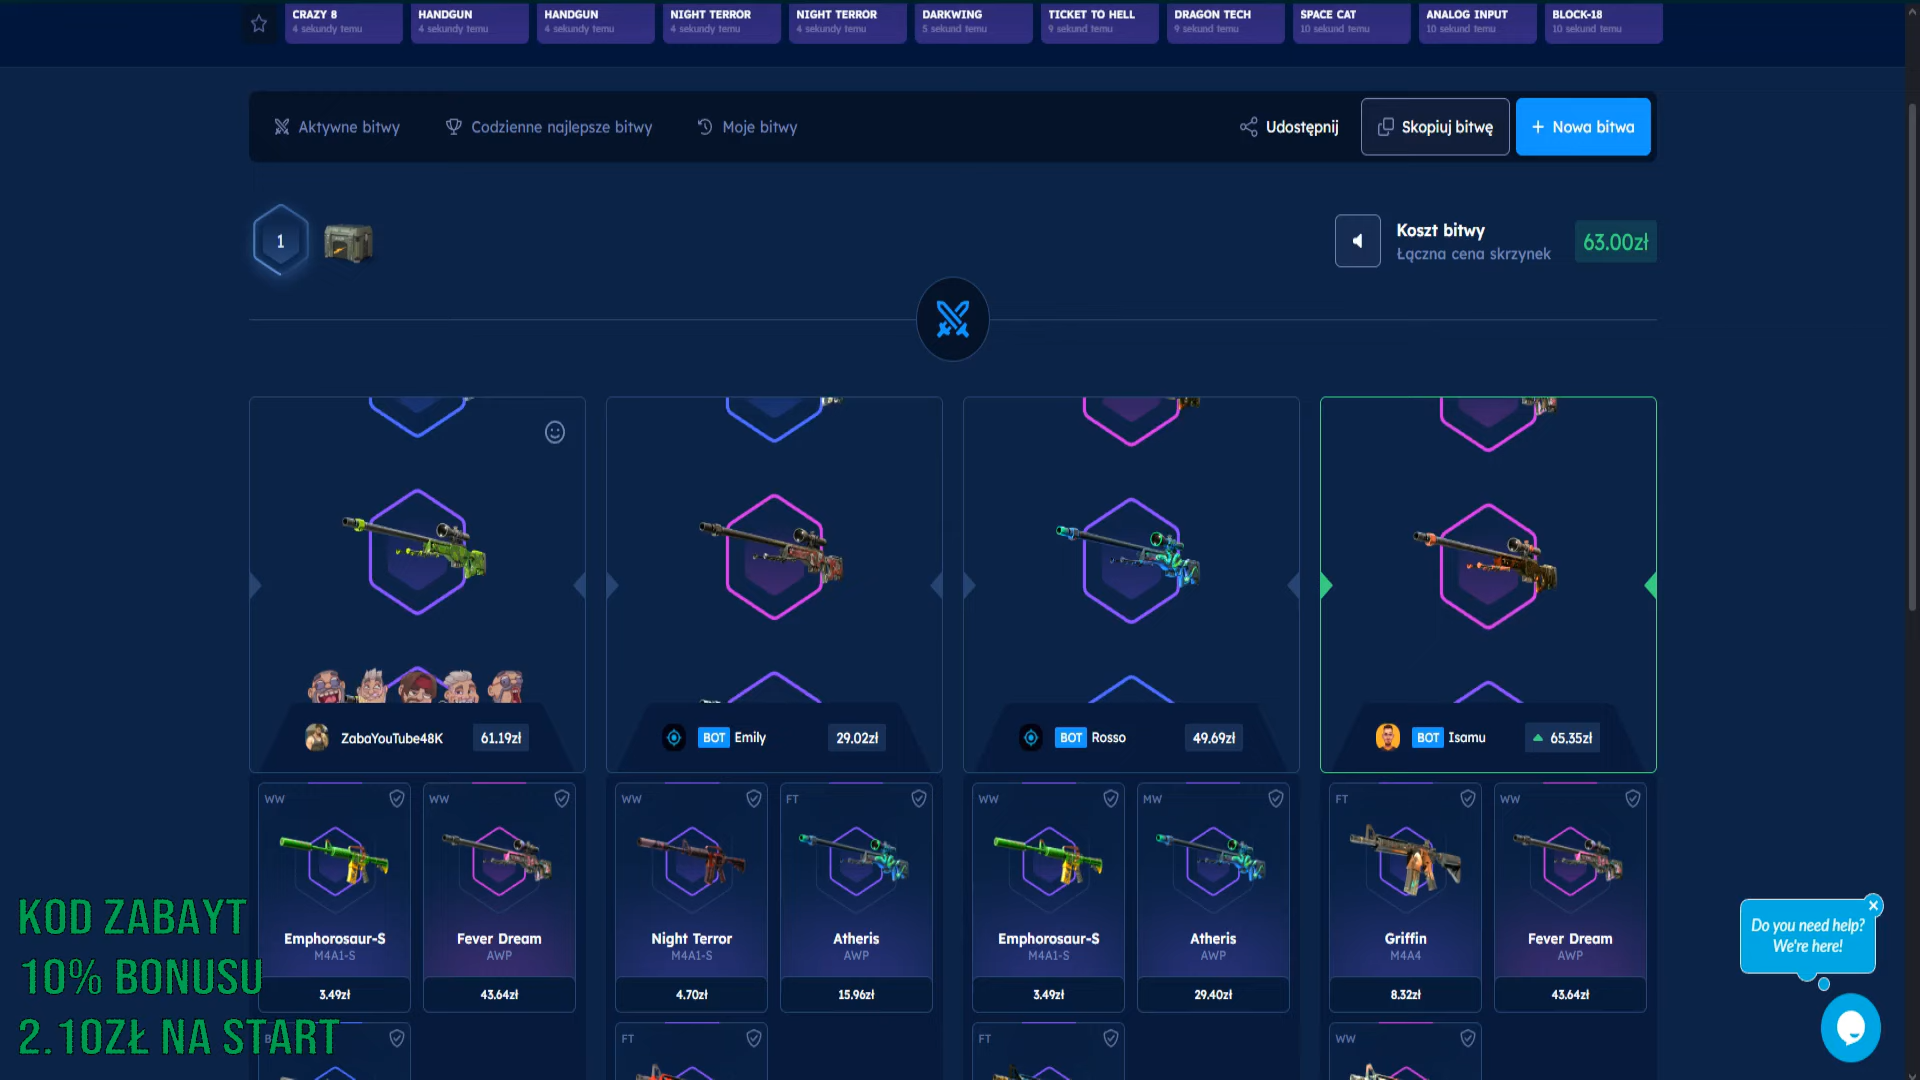 CRAZY 8
4 sekundy temu
HANDGUN
4 sekundy temu
HANDGUN
4 sekundy temu
NIGHT TERROR
4 sekundy temu
NIGHT TERROR
4 sekundy temu
DARKWING
5 sekund temu
TICKET TO HELL
9 sekund temu
DRAGON TECH
9 sekund temu
SPACE CAT
10 sekund temu
ANALOG INPUT
10 sekund temu
BLOCK-18
10 sekund temu
Aktywne bitwy
Codzienne najlepsze bitwy
Moje bitwy
Udostępnij
Skopiuj bitwę
+ Nowa bitwa
1
Koszt bitwy
Łączna cena skrzynek
63.00zł
ZabaYouTube48K
61.19zł
BOT Emily
29.02zł
BOT Rosso
49.69zł
BOT Isamu
65.35zł
WW
Emphorosaur-S
M4A1-S
3.49zł
WW
Fever Dream
AWP
43.64zł
WW
Night Terror
M4A1-S
4.70zł
FT
Atheris
AWP
15.96zł
WW
Emphorosaur-S
M4A1-S
3.49zł
MW
Atheris
AWP
29.40zł
FT
Griffin
M4A4
8.32zł
WW
Fever Dream
AWP
43.64zł
FT
FT
WW
KOD ZABAYT
10% BONUSU
2.10ZŁ NA START
Do you need help?
We're here!